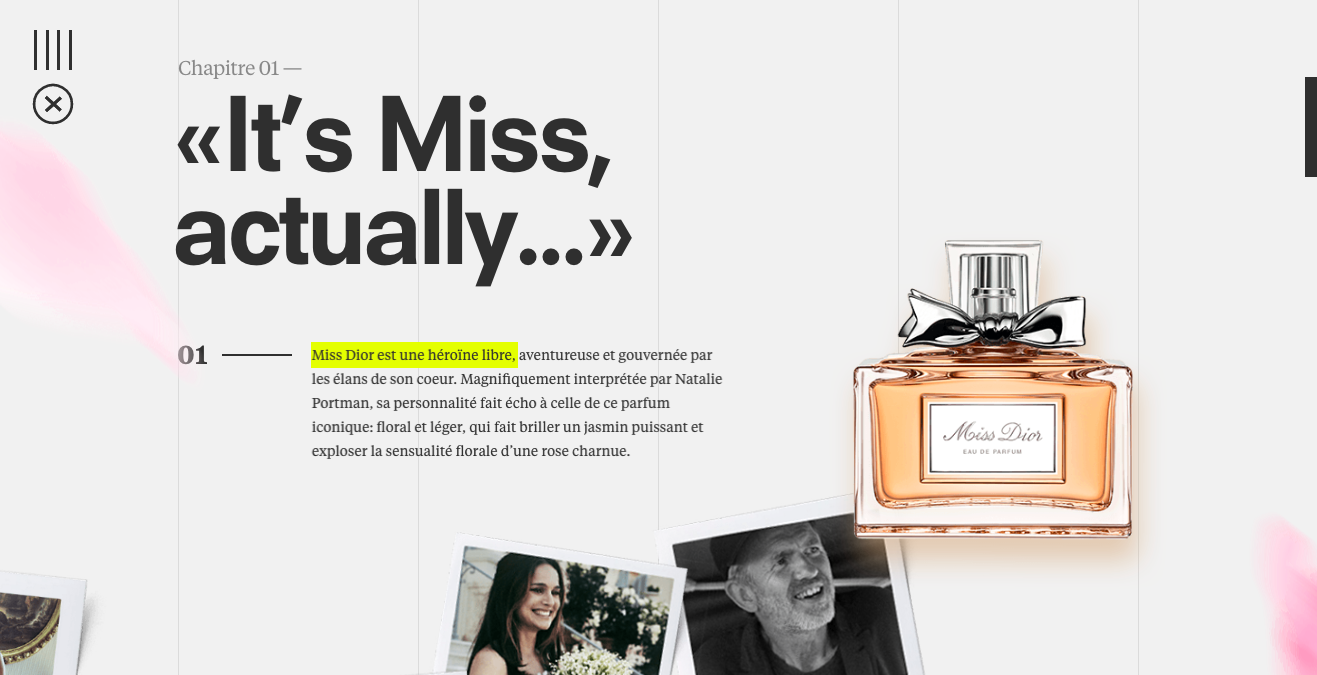 Chapitre 01 —
«It’s Miss,
actually...»
01
Miss Dior est une héroïne libre, aventureuse et gouvernée par
les élans de son coeur. Magnifiquement interprétée par Natalie
Portman, sa personnalité fait écho à celle de ce parfum
iconique: floral et léger, qui fait briller un jasmin puissant et
exploser la sensualité florale d’une rose charnue.
Miss Dior
EAU DE PARFUM